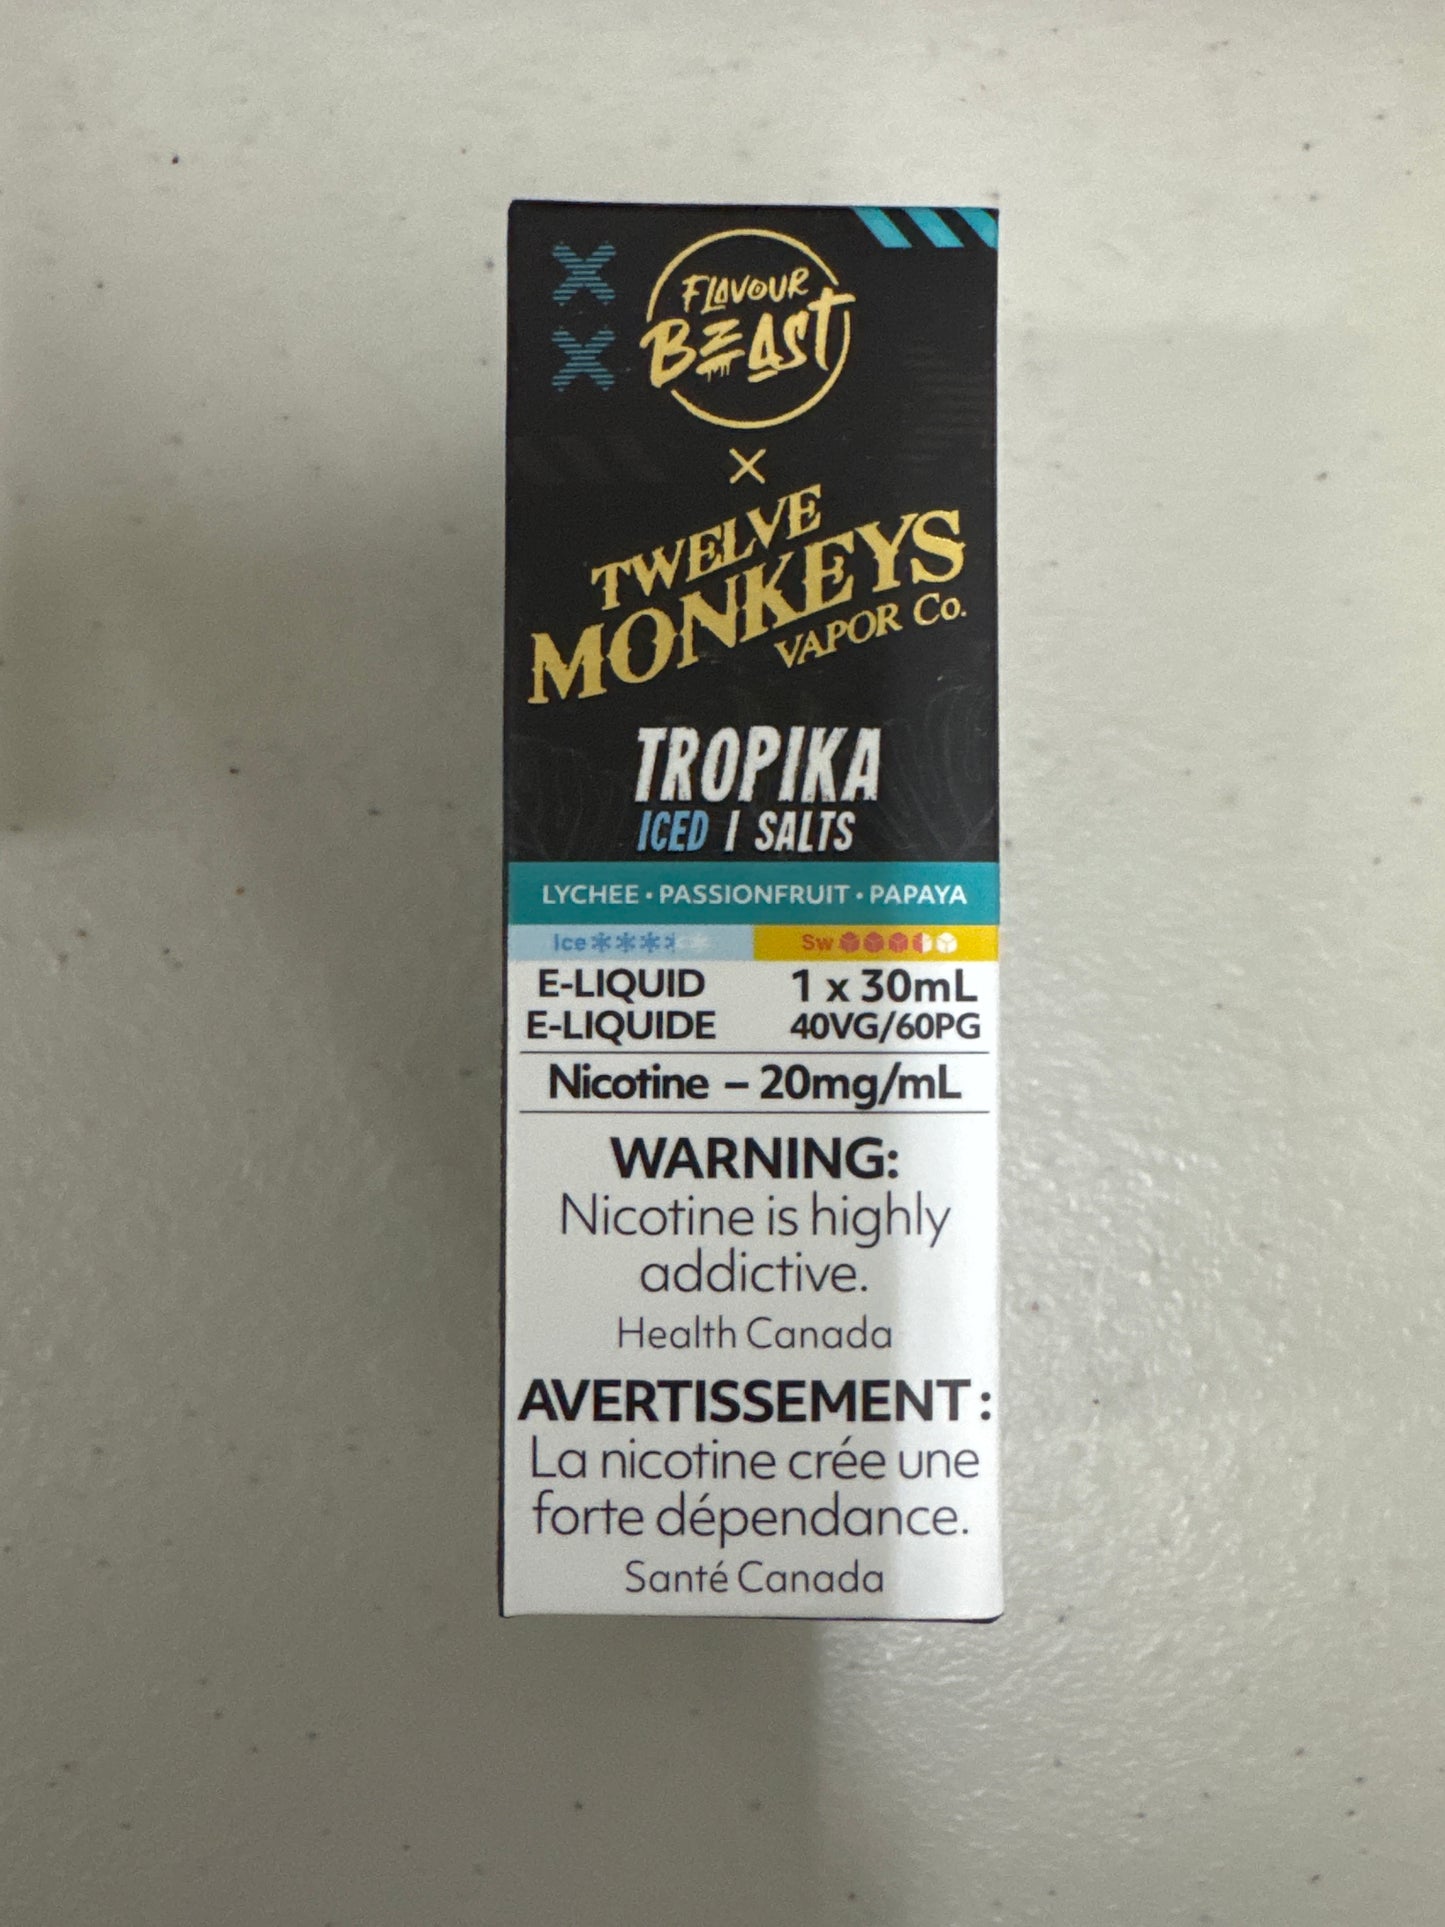 FLAVOUR
BEAST
X
TWELVE
MONKEYS
VAPOR Co.
TROPIKA
ICED | SALTS
LYCHEE • PASSIONFRUIT • PAPAYA
Ice Sw
E-LIQUID 1 x 30mL
E-LIQUIDE 40VG/60PG
Nicotine – 20mg/mL
WARNING:
Nicotine is highly
addictive.
Health Canada
AVERTISSEMENT :
La nicotine crée une
forte dépendance.
Santé Canada